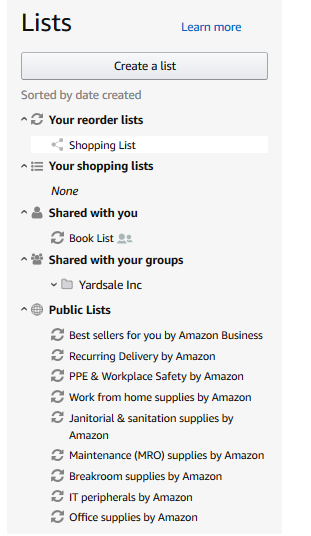 Lists
Learn more
Create a list
Sorted by date created
Your reorder lists
Shopping List
Your shopping lists
None
Shared with you
Book List
Shared with your groups
Yardsale Inc
Public Lists
Best sellers for you by Amazon Business
Recurring Delivery by Amazon
PPE & Workplace Safety by Amazon
Work from home supplies by Amazon
Janitorial & sanitation supplies by
Amazon
Maintenance (MRO) supplies by Amazon
Breakroom supplies by Amazon
IT peripherals by Amazon
Office supplies by Amazon